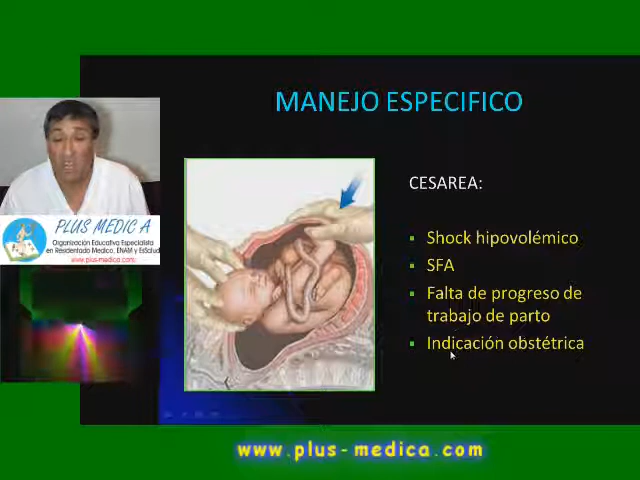 MANEJO ESPECIFICO
CESAREA:
Shock hipovolémico
SFA
Falta de progreso de
trabajo de parto
Indicación obstétrica
PLUS MEDIC A
Organización Educativa Especialista
en Residentado Medico, ENAM y EsSalud
www.plus-medica.com
www.plus-medica.com